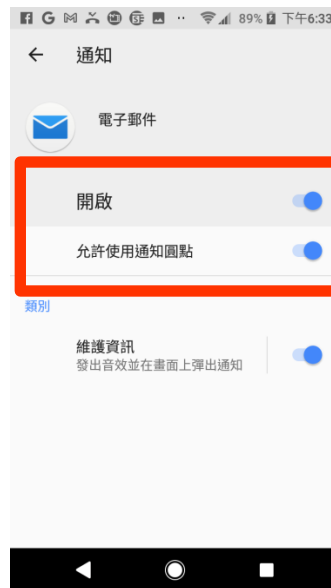 89% 下午6:33
通知
電子郵件
開啟
允許使用通知圓點
類別
維護資訊
發出音效並在畫面上彈出通知